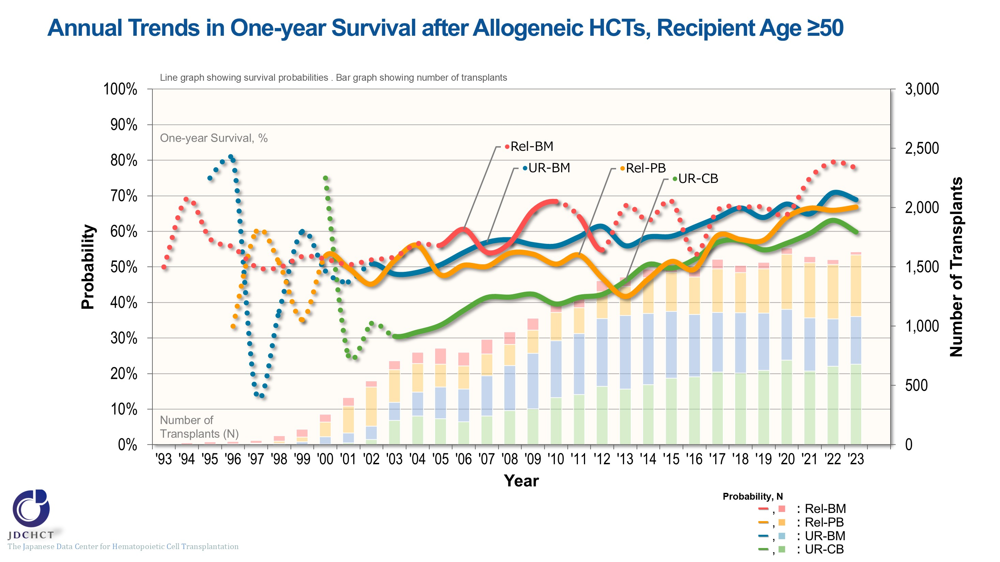 Annual Trends in One-year Survival after Allogeneic HCTs, Recipient Age ≥50
Line graph showing survival probabilities . Bar graph showing number of transplants
100%
90%
80%
70%
60%
50%
40%
30%
20%
10%
0%
Probability
One-year Survival, %
Rel-BM
UR-BM
Rel-PB
UR-CB
Number of
Transplants (N)
3,000
2,500
2,000
1,500
1,000
500
0
Number of Transplants
'93 '94 '95 '96 '97 '98 '99 '00 '01 '02 '03 '04 '05 '06 '07 '08 '09 '10 '11 '12 '13 '14 '15 '16 '17 '18 '19 '20 '21 '22 '23
Year
Probability, N
, : Rel-BM
, : Rel-PB
, : UR-BM
, : UR-CB
JDCHCT
The Japanese Data Center for Hematopoietic Cell Transplantation